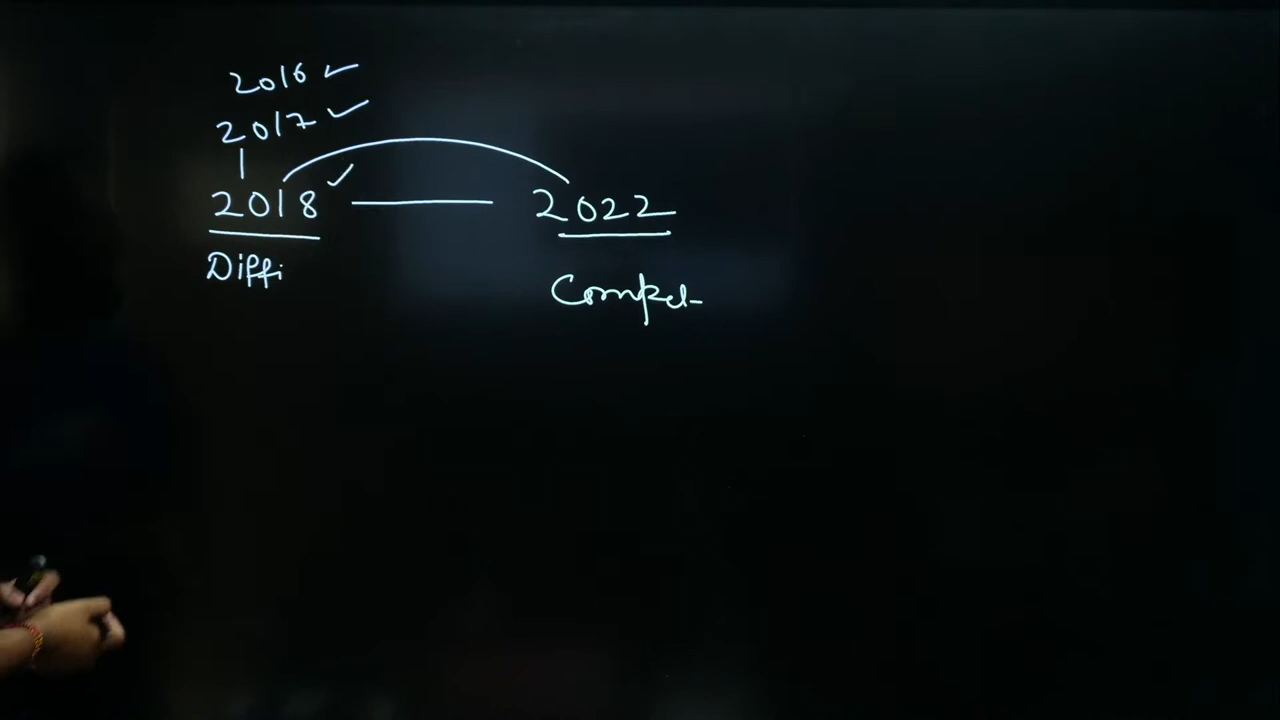 2016 ✓
2017 ✓
2018 ✓ — 2022
Diffi
Compet